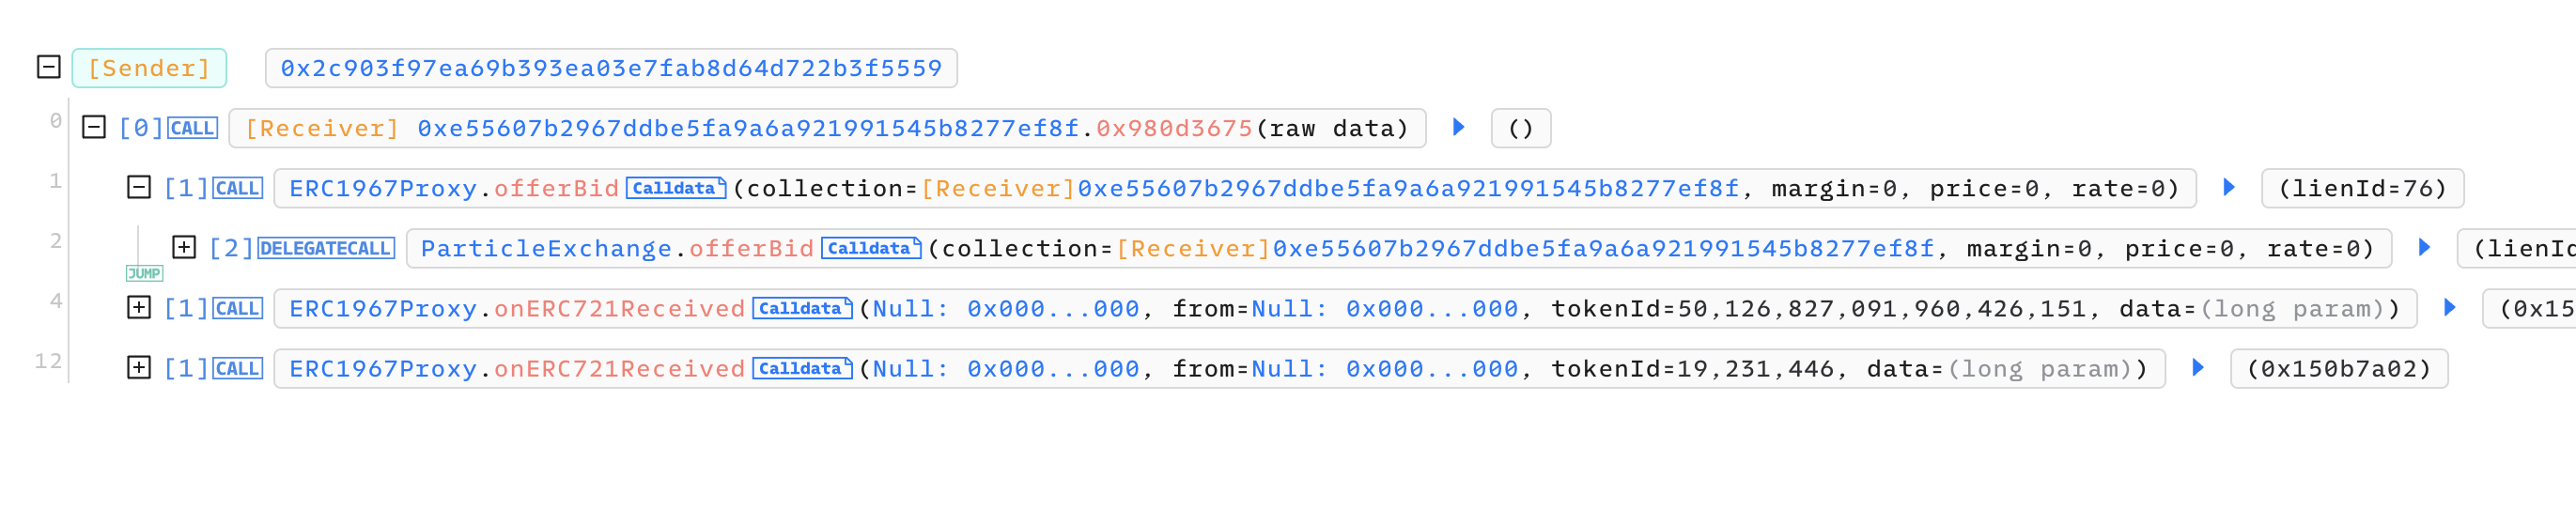 [Sender] 0x2c903f97ea69b393ea03e7fab8d64d722b3f5559
0 [0] CALL [Receiver] 0xe55607b2967ddbe5fa9a6a921991545b8277ef8f.0x980d3675(raw data) ()
1 [1] CALL ERC1967Proxy.offerBid Calldata (collection=[Receiver]0xe55607b2967ddbe5fa9a6a921991545b8277ef8f, margin=0, price=0, rate=0) (lienId=76)
2 [2] DELEGATECALL ParticleExchange.offerBid Calldata (collection=[Receiver]0xe55607b2967ddbe5fa9a6a921991545b8277ef8f, margin=0, price=0, rate=0) (lienId
JUMP
4 [1] CALL ERC1967Proxy.onERC721Received Calldata (Null: 0x000...000, from=Null: 0x000...000, tokenId=50,126,827,091,960,426,151, data=(long param)) (0x15
12 [1] CALL ERC1967Proxy.onERC721Received Calldata (Null: 0x000...000, from=Null: 0x000...000, tokenId=19,231,446, data=(long param)) (0x150b7a02)